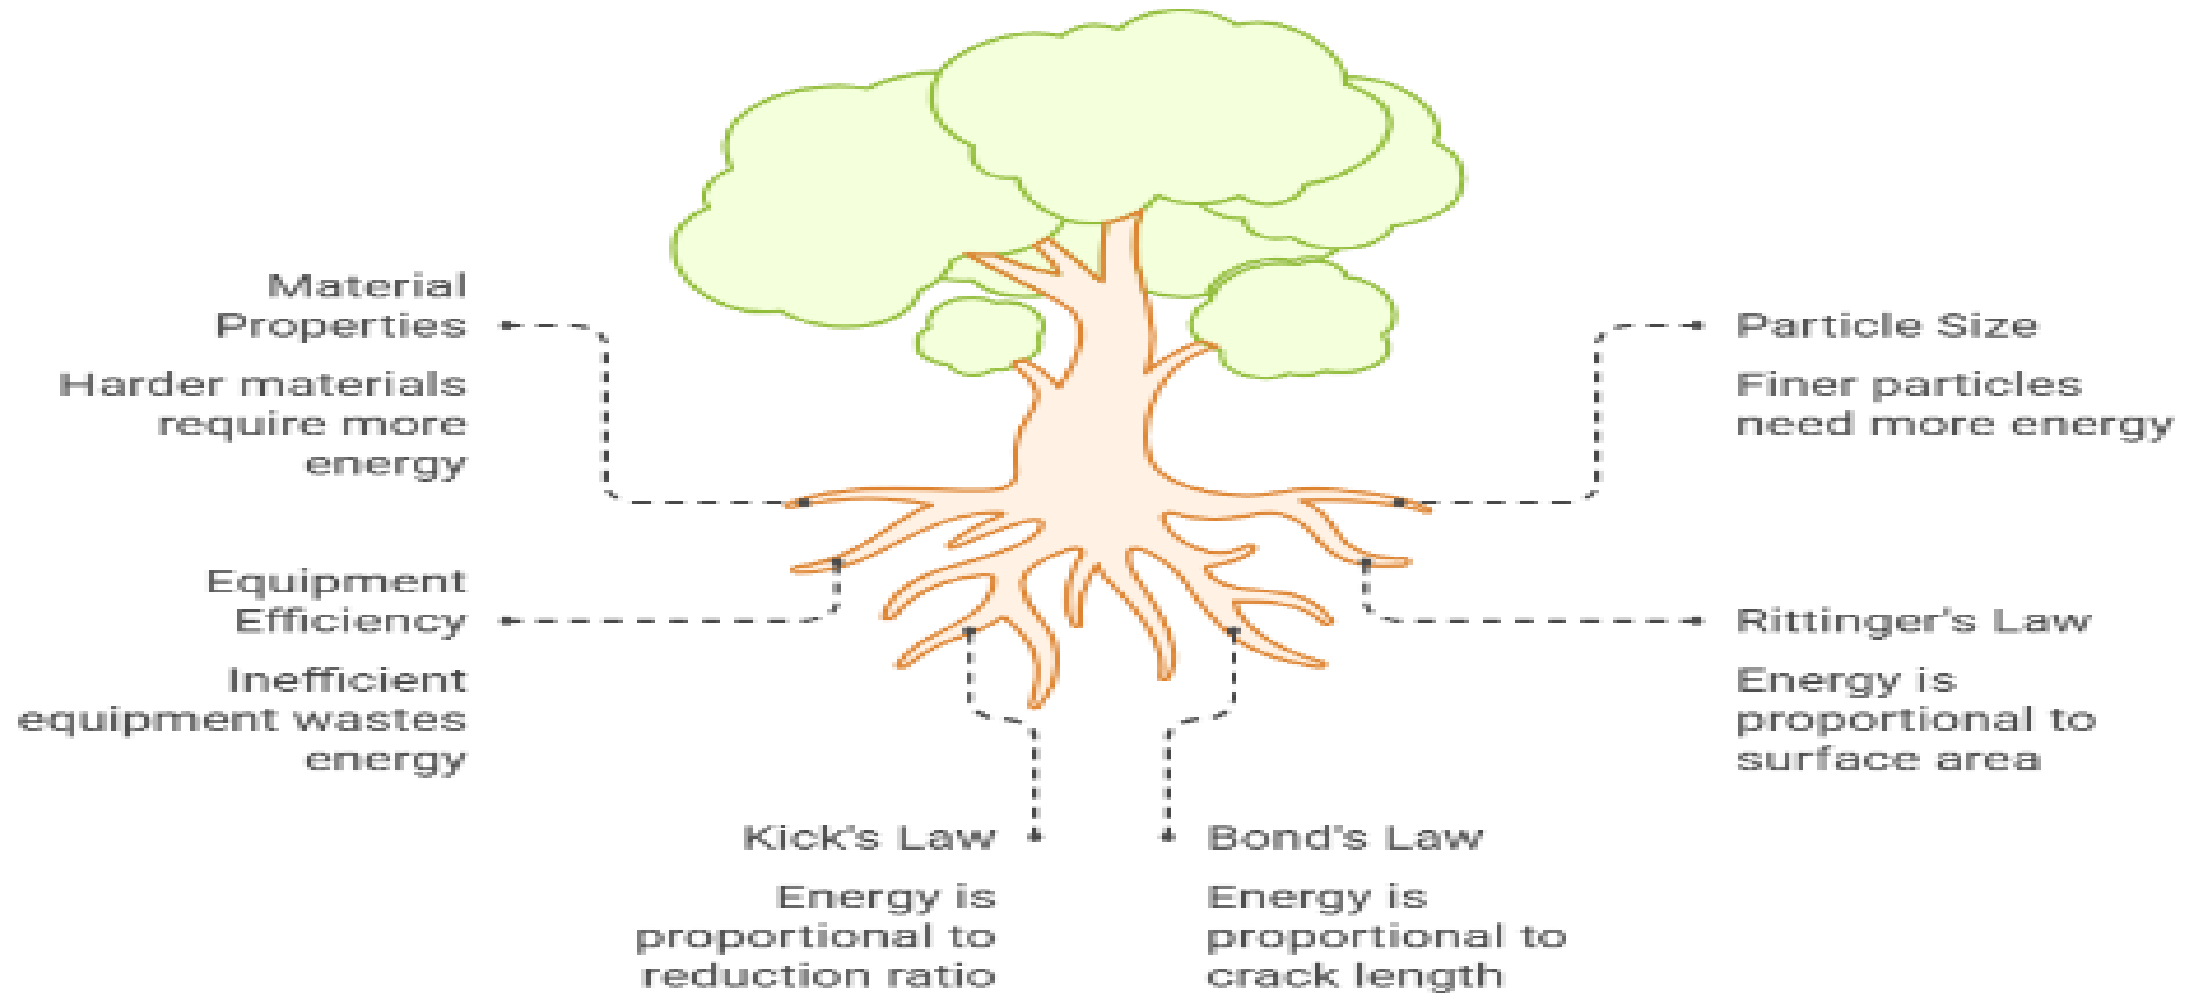 Material
Properties
Harder materials
require more
energy
Equipment
Efficiency
Inefficient
equipment wastes
energy
Kick's Law
Energy is
proportional to
reduction ratio
Bond's Law
Energy is
proportional to
crack length
Particle Size
Finer particles
need more energy
Rittinger's Law
Energy is
proportional to
surface area